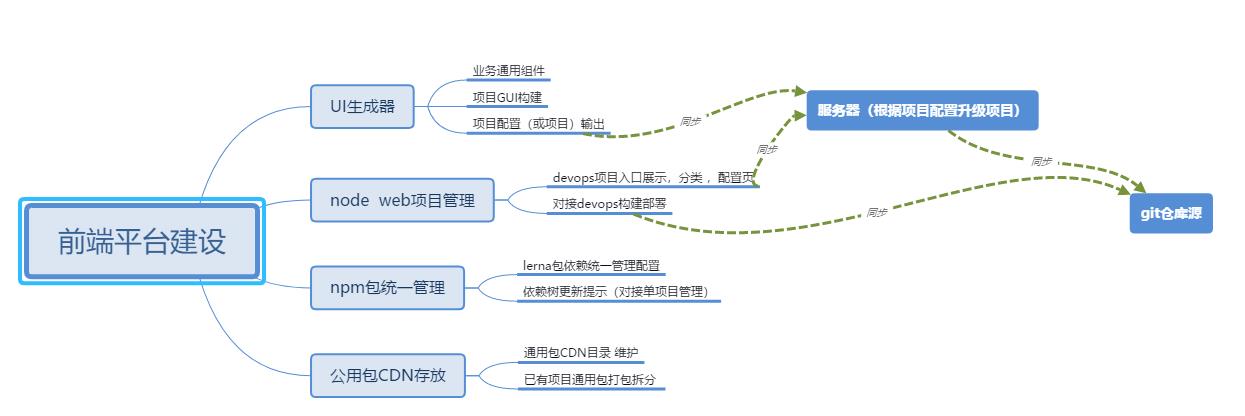 前端平台建设
UI生成器
业务通用组件
项目GUI构建
项目配置（或项目）输出
同步
服务器（根据项目配置升级项目）
同步
node web项目管理
devops项目入口展示，分类 ，配置页
对接devops构建部署
同步
同步
git仓库源
npm包统一管理
lerna包依赖统一管理配置
依赖树更新提示（对接单项目管理）
公用包CDN存放
通用包CDN目录 维护
已有项目通用包打包拆分